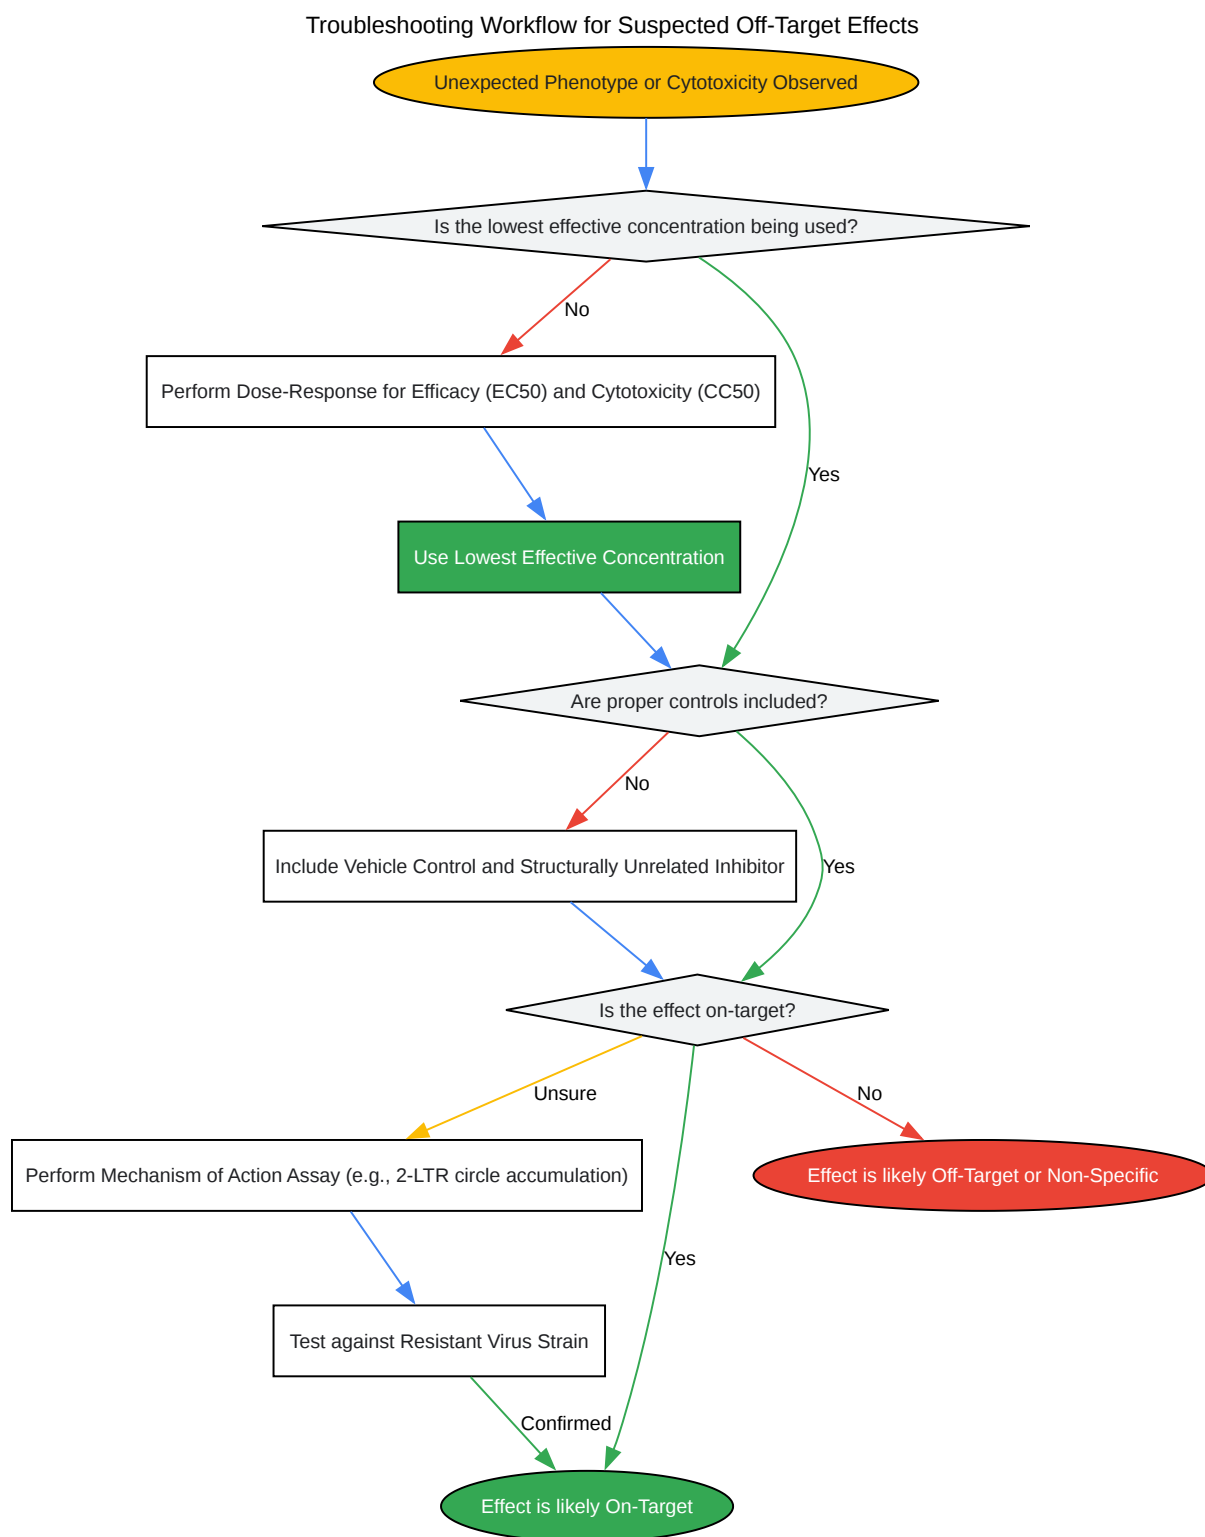 Troubleshooting Workflow for Suspected Off-Target Effects
Unexpected Phenotype or Cytotoxicity Observed
Is the lowest effective concentration being used?
No
Perform Dose-Response for Efficacy (EC50) and Cytotoxicity (CC50)
Yes
Use Lowest Effective Concentration
Are proper controls included?
No
Include Vehicle Control and Structurally Unrelated Inhibitor
Yes
Is the effect on-target?
Unsure
No
Perform Mechanism of Action Assay (e.g., 2-LTR circle accumulation)
Effect is likely Off-Target or Non-Specific
Yes
Test against Resistant Virus Strain
Confirmed
Effect is likely On-Target